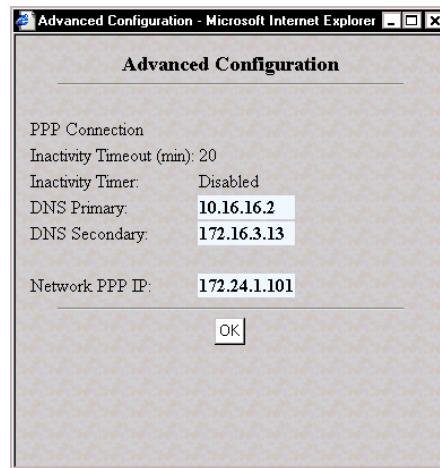 Advanced Configuration - Microsoft Internet Explorer
Advanced Configuration
PPP Connection
Inactivity Timeout (min): 20
Inactivity Timer: Disabled
DNS Primary: 10.16.16.2
DNS Secondary: 172.16.3.13
Network PPP IP: 172.24.1.101
OK